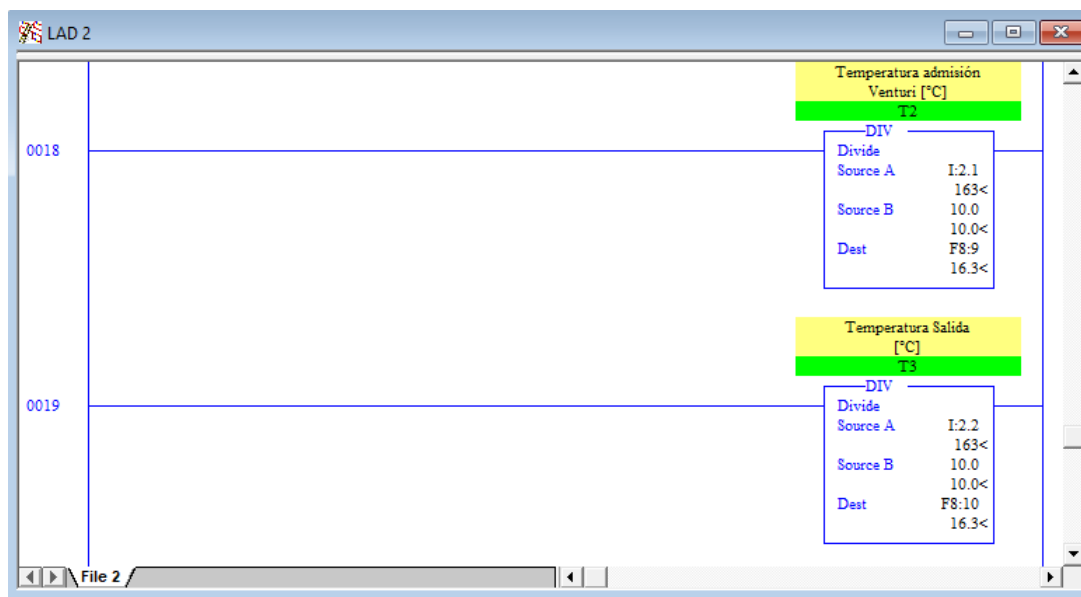 LAD 2
Temperatura admisión
Venturi [°C]
T2
DIV
0018
Divide
Source A I:2.1
163<
Source B 10.0
10.0<
Dest F8:9
16.3<
Temperatura Salida
[°C]
T3
DIV
0019
Divide
Source A I:2.2
163<
Source B 10.0
10.0<
Dest F8:10
16.3<
File 2